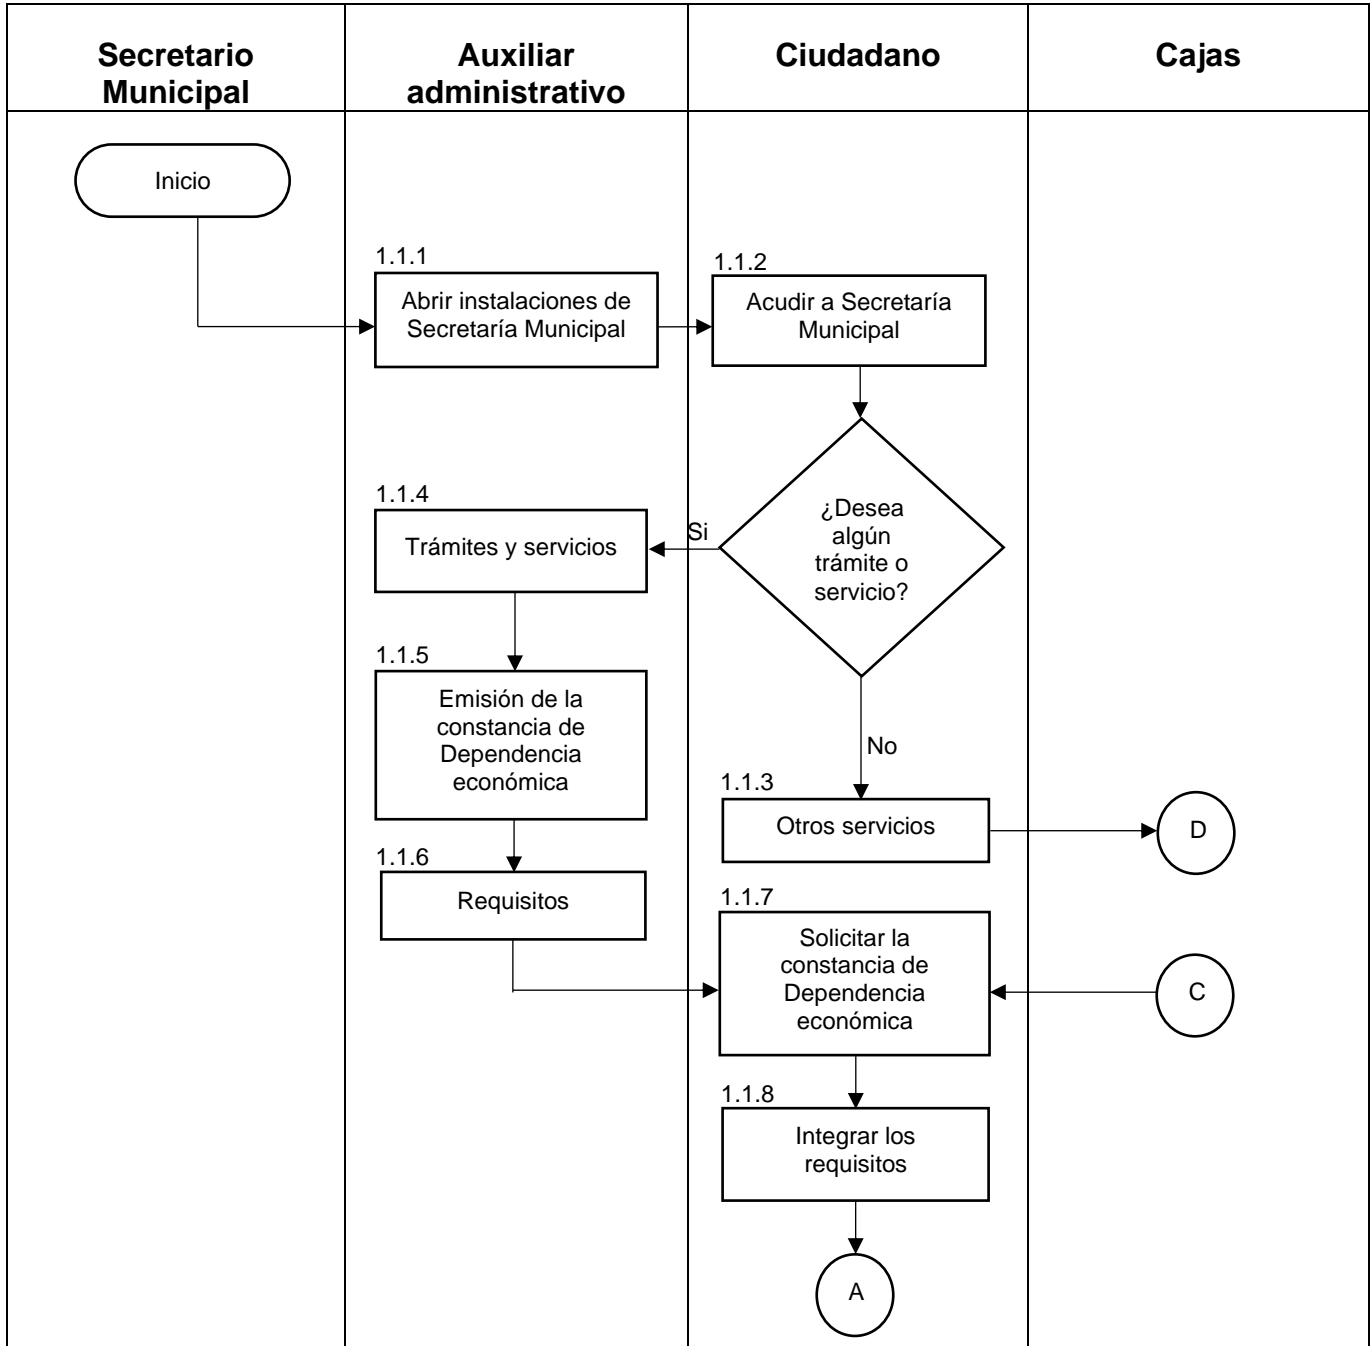 Secretario
Municipal
Auxiliar
administrativo
Ciudadano
Cajas
Inicio
1.1.1
Abrir instalaciones de
Secretaría Municipal
1.1.2
Acudir a Secretaría
Municipal
¿Desea
algún
trámite o
servicio?
Si
1.1.4
Trámites y servicios
1.1.5
Emisión de la
constancia de
Dependencia
económica
No
1.1.3
Otros servicios
D
1.1.6
Requisitos
1.1.7
Solicitar la
constancia de
Dependencia
económica
C
1.1.8
Integrar los
requisitos
A